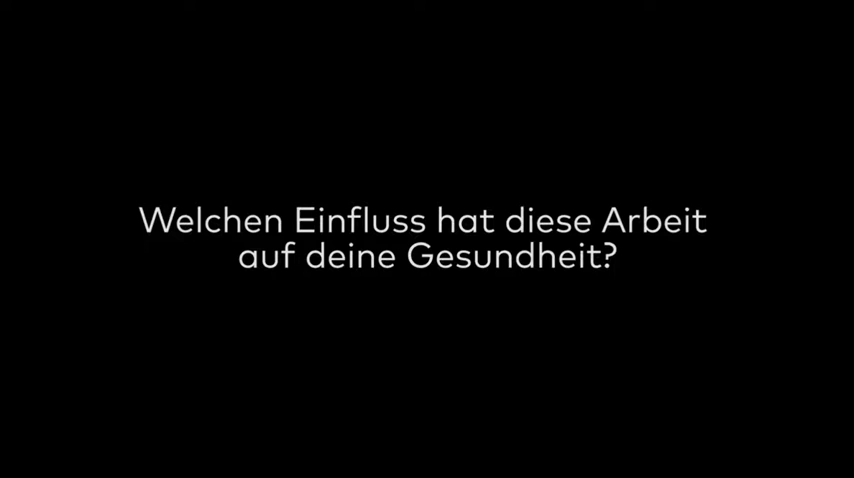 Welchen Einfluss hat diese Arbeit
auf deine Gesundheit?